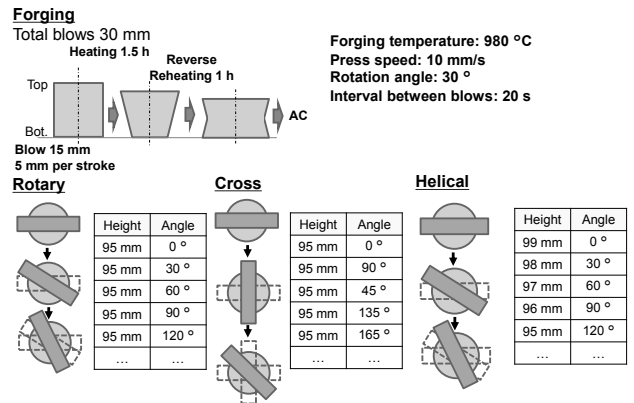 Forging
Total blows 30 mm
Heating 1.5 h
Reverse
Reheating 1 h
Top
Bot.
AC
Blow 15 mm
5 mm per stroke
Forging temperature: 980 °C
Press speed: 10 mm/s
Rotation angle: 30 °
Interval between blows: 20 s
Rotary
Height Angle
95 mm 0 °
95 mm 30 °
95 mm 60 °
95 mm 90 °
95 mm 120 °
... ...
Cross
Height Angle
95 mm 0 °
95 mm 90 °
95 mm 45 °
95 mm 135 °
95 mm 165 °
... ...
Helical
Height Angle
99 mm 0 °
98 mm 30 °
97 mm 60 °
96 mm 90 °
95 mm 120 °
... ...